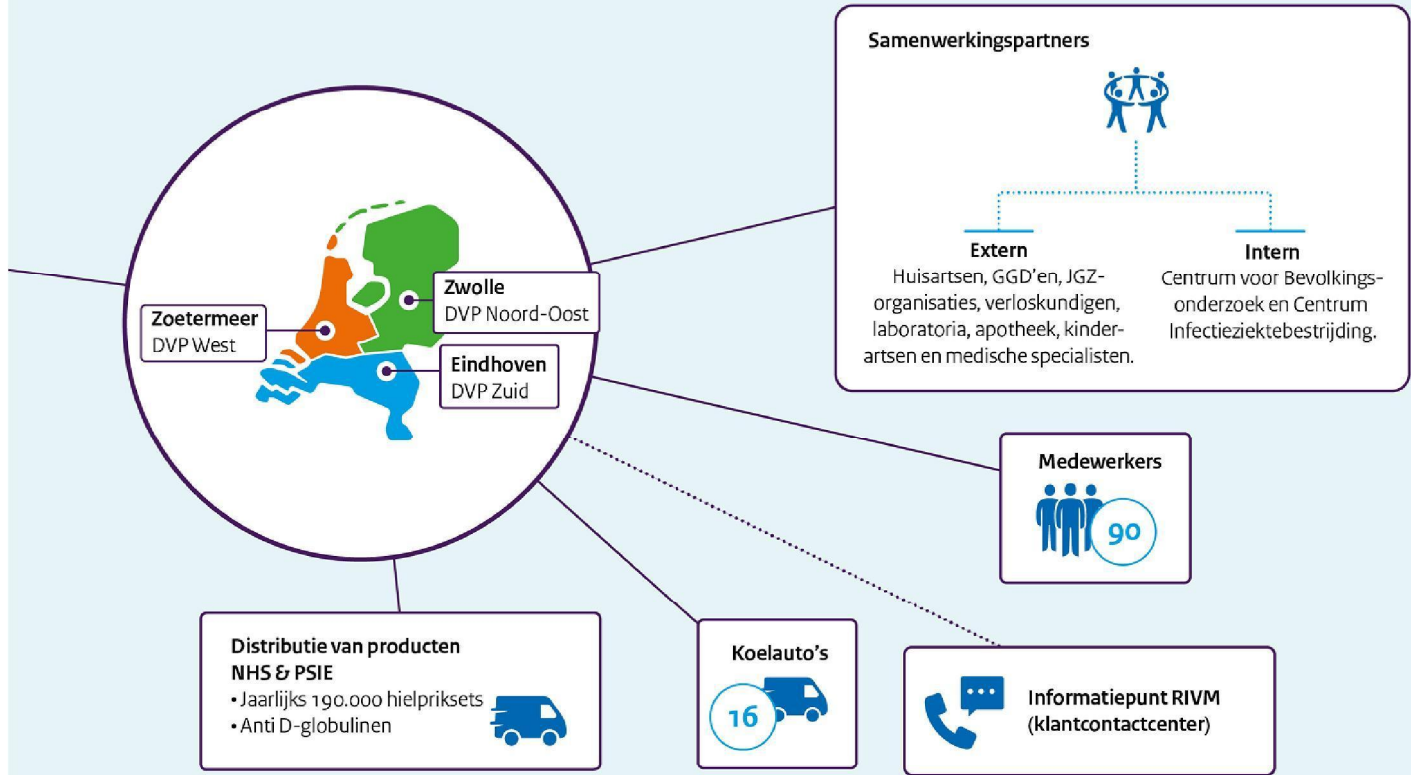 Samenwerkingspartners
Extern
Huisartsen, GGD'en, JGZ-
organisaties, verloskundigen,
laboratoria, apotheek, kinder-
artsen en medische specialisten.
Intern
Centrum voor Bevolkings-
onderzoek en Centrum
Infectieziektebestrijding.
Zwolle
DVP Noord-Oost
Zoetermeer
DVP West
Eindhoven
DVP Zuid
Medewerkers
90
Distributie van producten
NHS & PSIE
• Jaarlijks 190.000 hielpriksets
• Anti D-globulinen
Koelauto's
16
Informatiepunt RIVM
(klantcontactcenter)